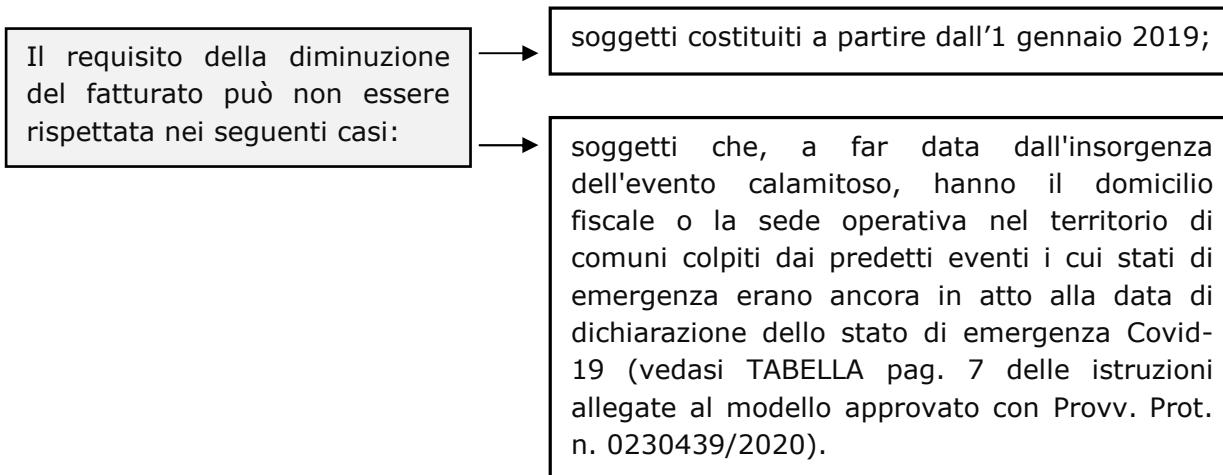 Il requisito della diminuzione
del fatturato può non essere
rispettata nei seguenti casi:
soggetti costituiti a partire dall’1 gennaio 2019;
soggetti che, a far data dall'insorgenza
dell'evento calamitoso, hanno il domicilio
fiscale o la sede operativa nel territorio di
comuni colpiti dai predetti eventi i cui stati di
emergenza erano ancora in atto alla data di
dichiarazione dello stato di emergenza Covid-
19 (vedasi TABELLA pag. 7 delle istruzioni
allegate al modello approvato con Provv. Prot.
n. 0230439/2020).